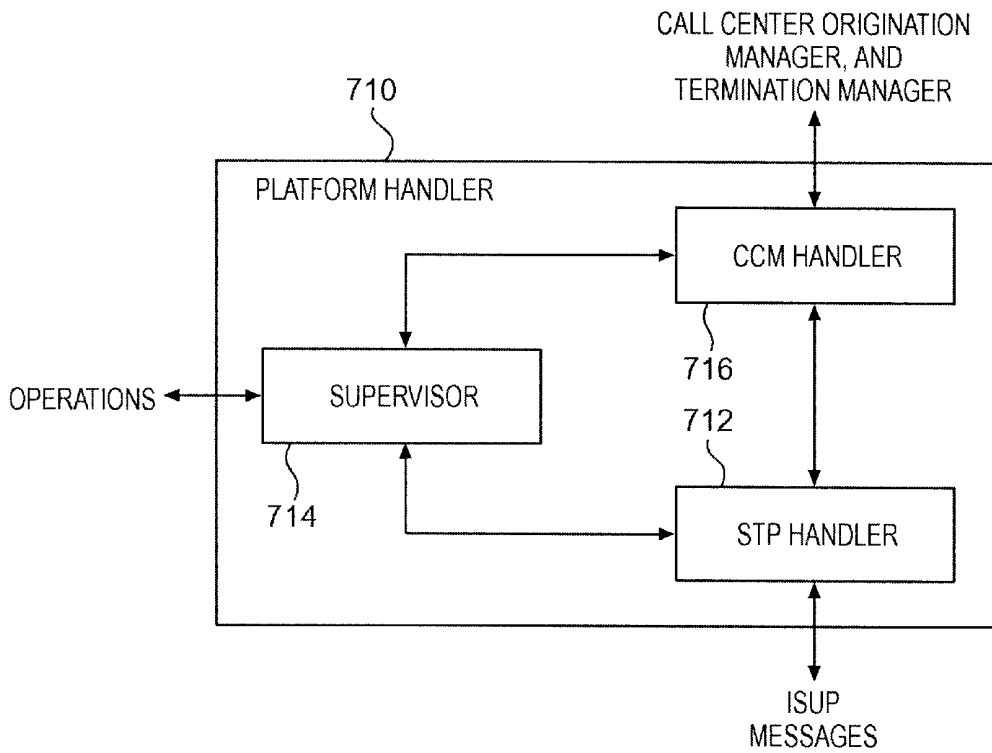 CALL CENTER ORIGINATION
MANAGER, AND
TERMINATION MANAGER
710
PLATFORM HANDLER
CCM HANDLER
716
OPERATIONS
SUPERVISOR
714
712
STP HANDLER
ISUP
MESSAGES